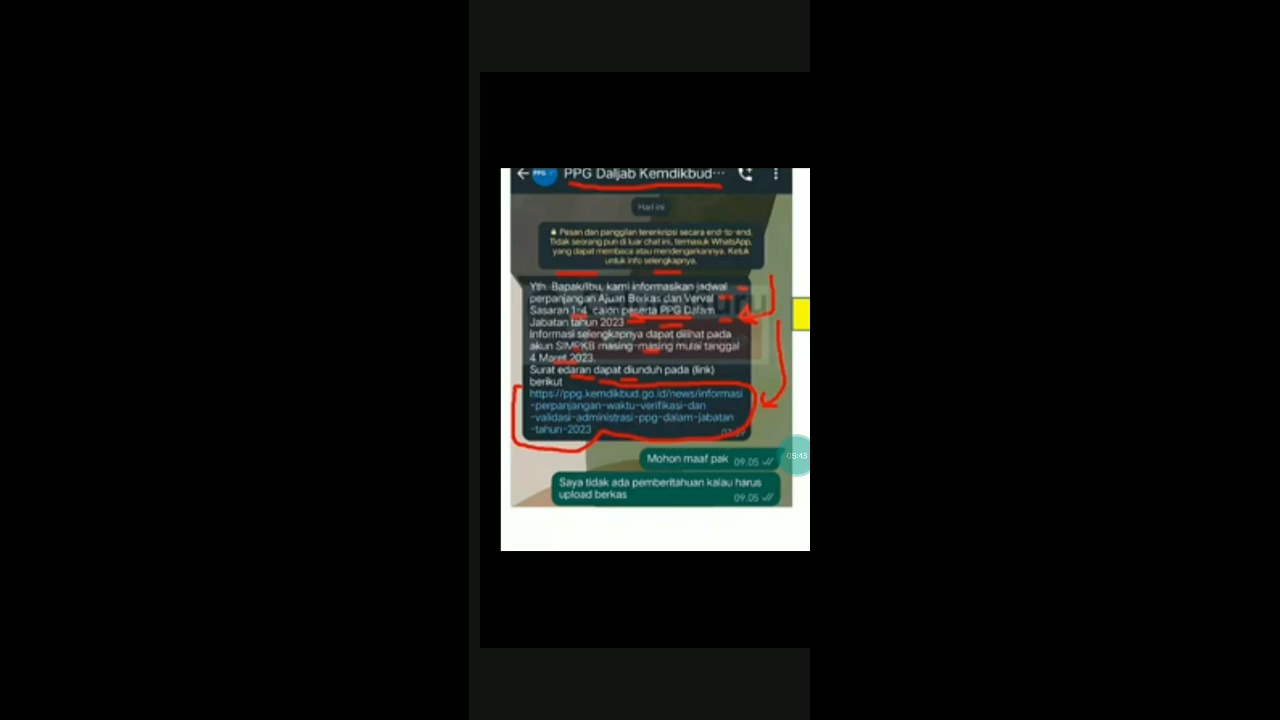 PPG PPG Daljab Kemdikbud...
Hari ini
Pesan dan panggilan terenkripsi secara end-to-end.
Tidak seorang pun di luar chat ini, termasuk WhatsApp,
yang dapat membaca atau mendengarkannya. Ketuk
untuk info selengkapnya.
Yth. Bapak/Ibu, kami informasikan jadwal
perpanjangan Ajuan Berkas dan Verval
Sasaran 1-4 calon peserta PPG Dalam
Jabatan tahun 2023
Informasi selengkapnya dapat dilihat pada
akun SIMPKB masing-masing mulai tanggal
4 Maret 2023.
Surat edaran dapat diunduh pada (link)
berikut
https://ppg.kemdikbud.go.id/news/informasi
-perpanjangan-waktu-verifikasi-dan
-validasi-administrasi-ppg-dalam-jabatan
-tahun-2023
Mohon maaf pak 09.05
Saya tidak ada pemberitahuan kalau harus
upload berkas 09.05
05:43